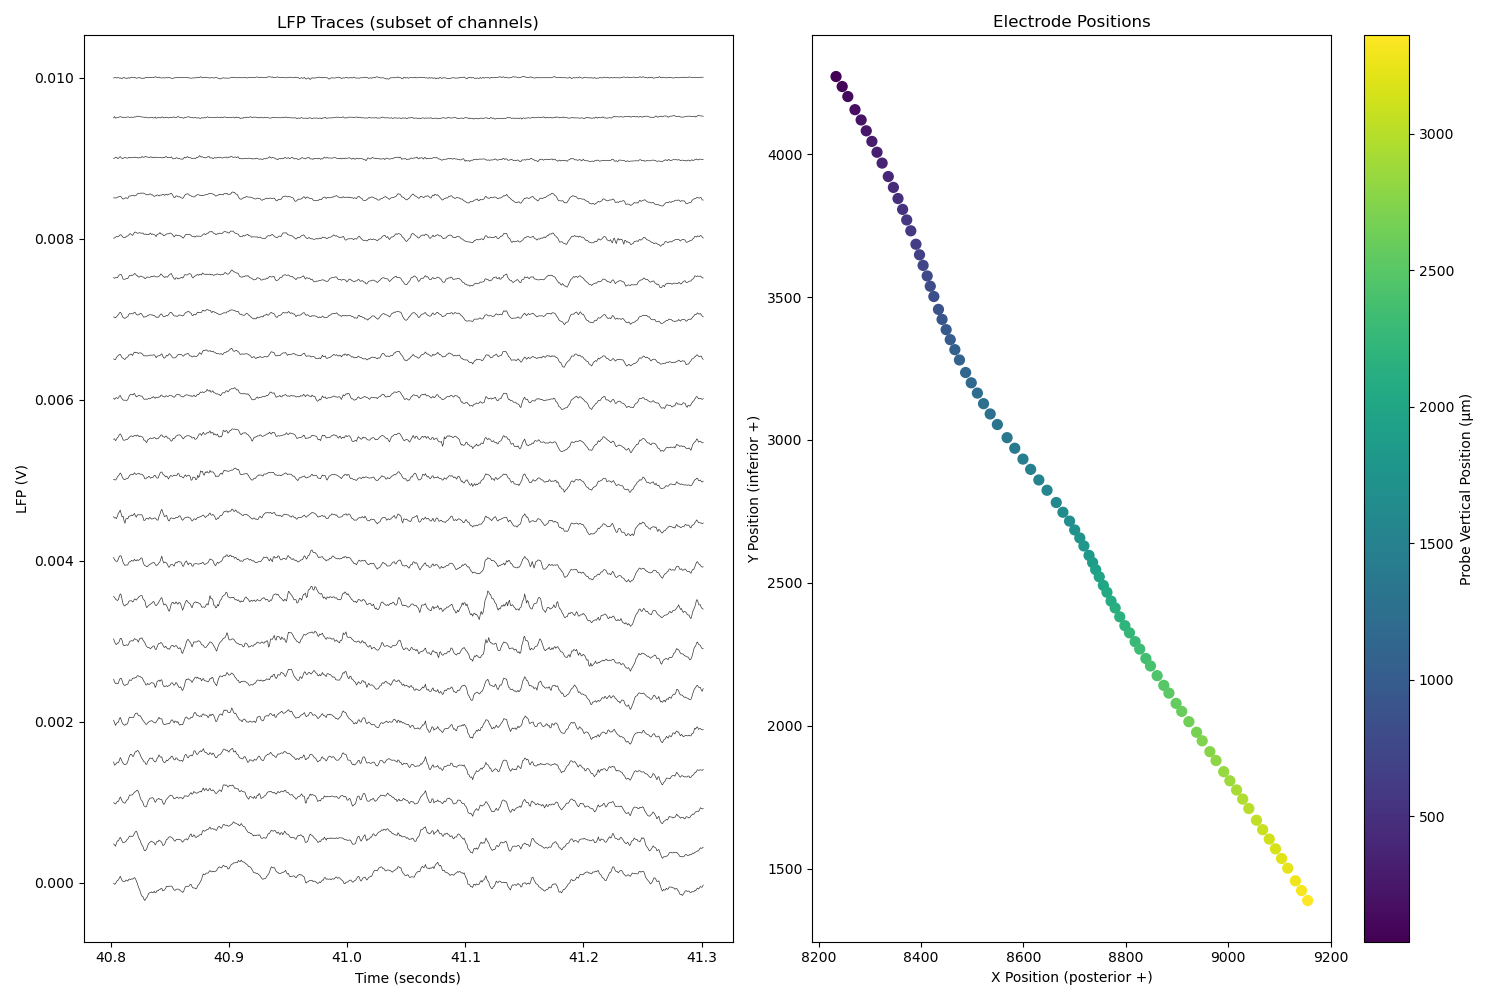 LFP Traces (subset of channels)
0.010
0.008
0.006
0.004
0.002
0.000
LFP (V)
40.8 40.9 41.0 41.1 41.2 41.3
Time (seconds)
Electrode Positions
4000
3500
3000
2500
2000
1500
Y Position (inferior +)
8200 8400 8600 8800 9000 9200
X Position (posterior +)
3000
2500
2000
1500
1000
500
Probe Vertical Position (µm)